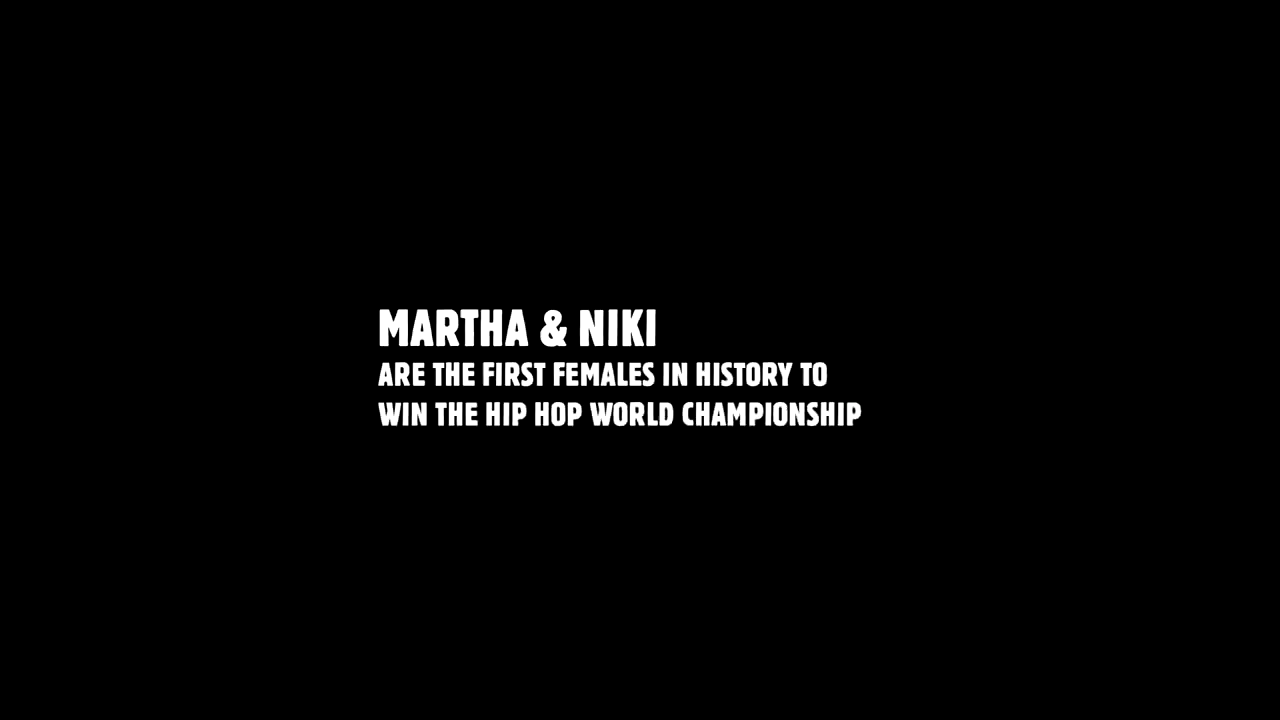 MARTHA & NIKI
ARE THE FIRST FEMALES IN HISTORY TO
WIN THE HIP HOP WORLD CHAMPIONSHIP